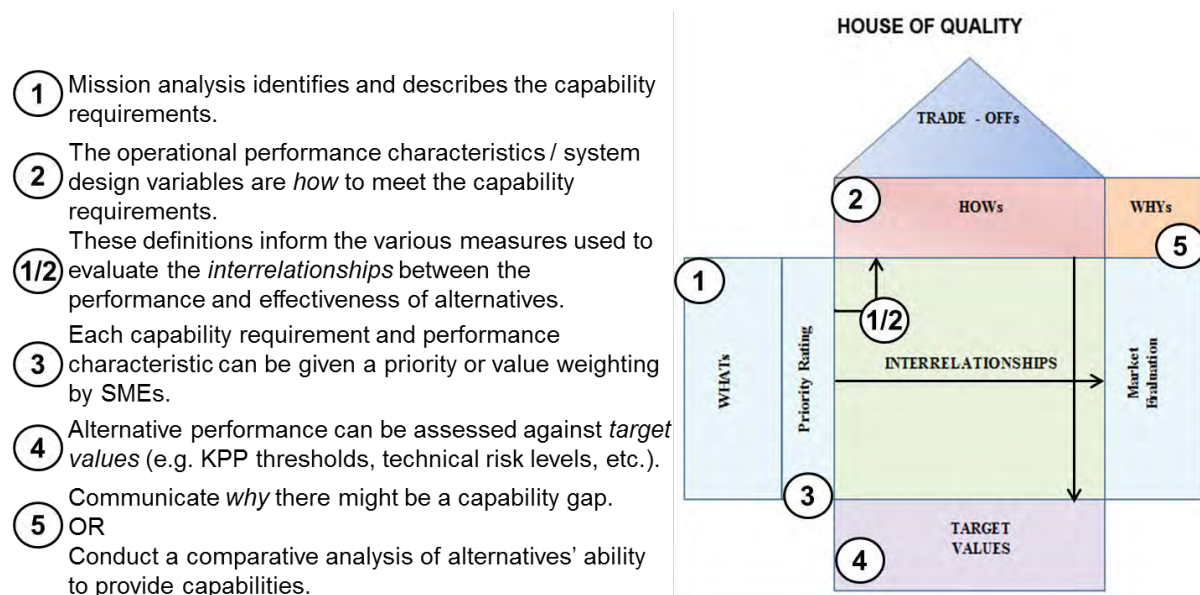 1
Mission analysis identifies and describes the capability
requirements.
2
The operational performance characteristics / system
design variables are how to meet the capability
requirements.
1/2
These definitions inform the various measures used to
evaluate the interrelationships between the
performance and effectiveness of alternatives.
3
Each capability requirement and performance
characteristic can be given a priority or value weighting
by SMEs.
4
Alternative performance can be assessed against target
values (e.g. KPP thresholds, technical risk levels, etc.).
5
Communicate why there might be a capability gap.
OR
Conduct a comparative analysis of alternatives’ ability
to provide capabilities.
HOUSE OF QUALITY
TRADE - OFFs
2
HOWs
WHYs
5
1
1/2
WHATs
Priority Rating
INTERRELATIONSHIPS
Market
Evaluation
3
TARGET
VALUES
4